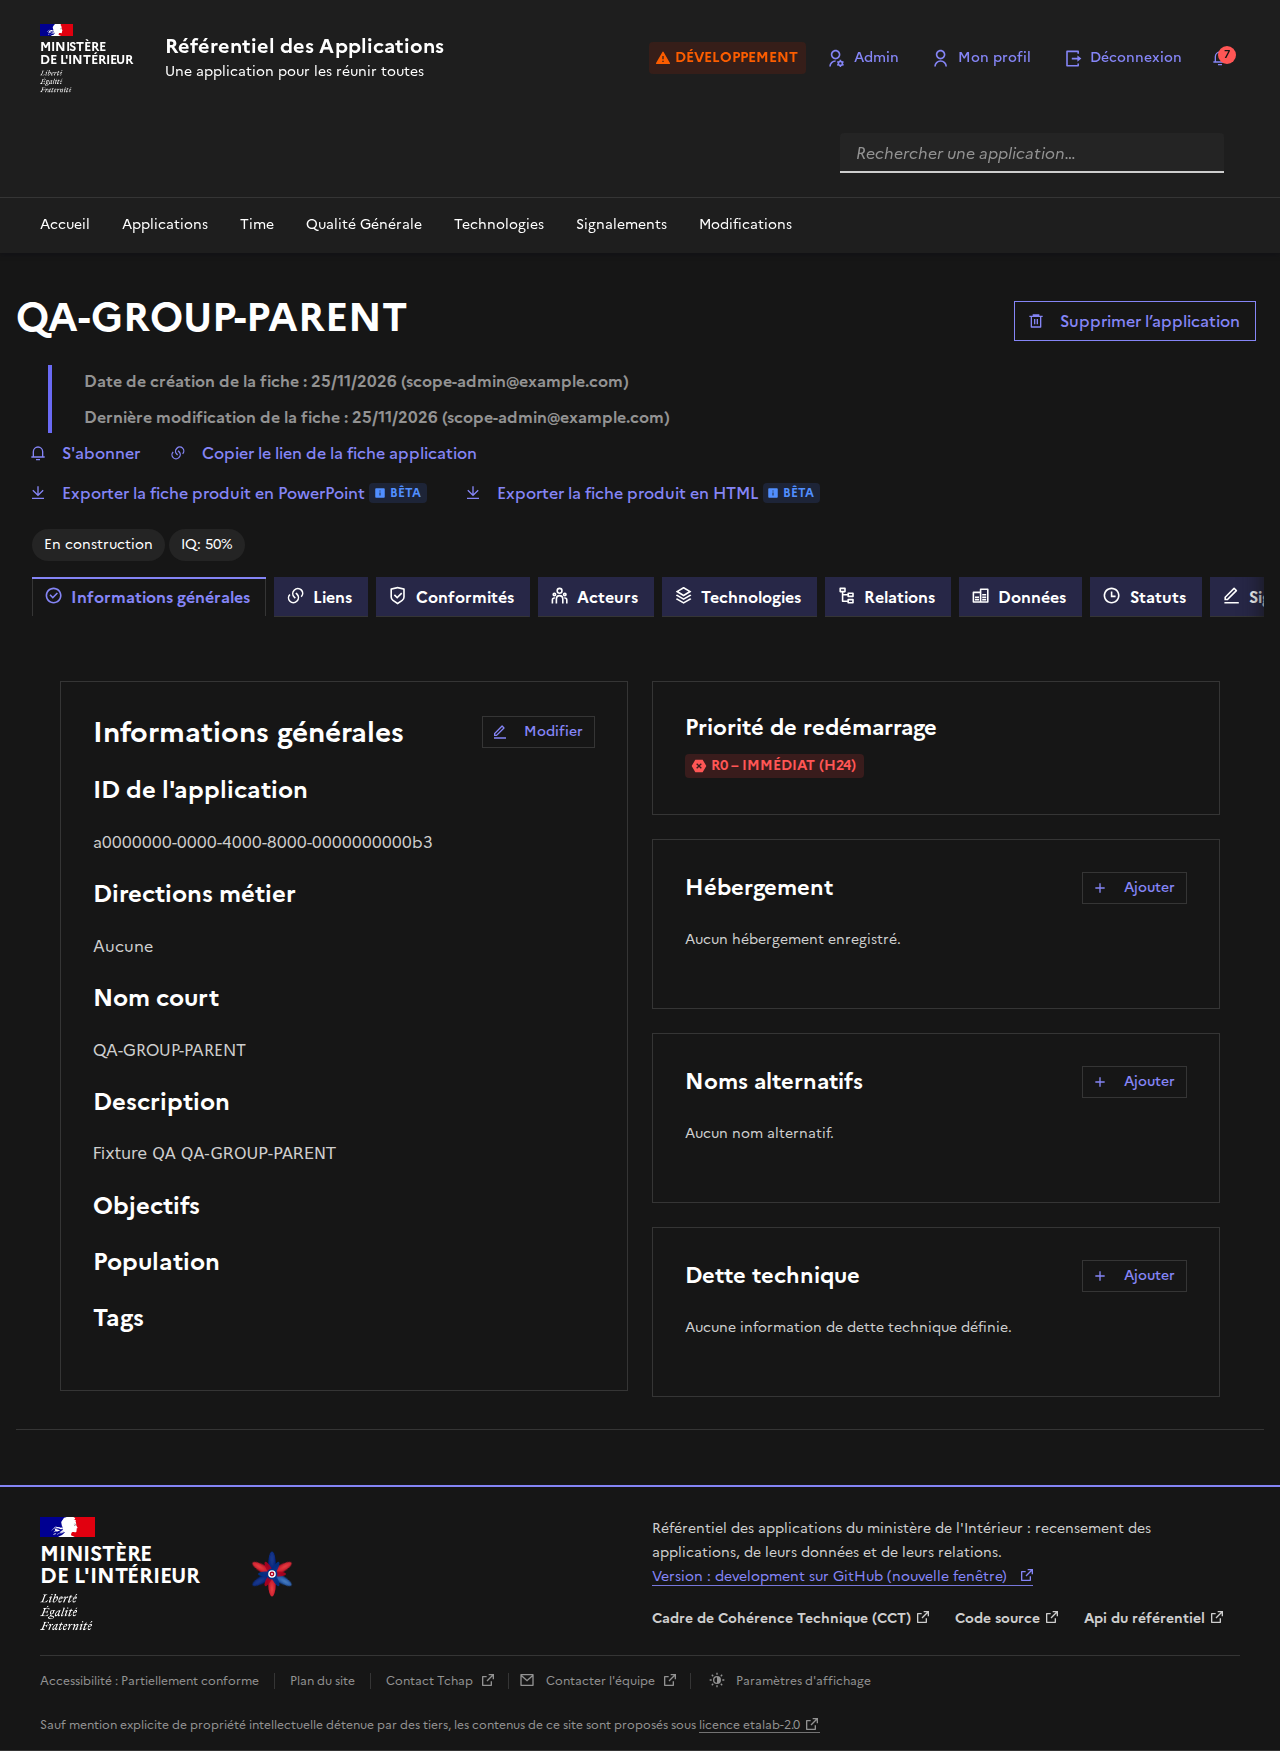 MINISTÈRE
DE L'INTÉRIEUR
Liberté
Égalité
Fraternité
Référentiel des Applications
Une application pour les réunir toutes
DÉVELOPPEMENT
Admin
Mon profil
Déconnexion
7
Rechercher une application...
Accueil
Applications
Time
Qualité Générale
Technologies
Signalements
Modifications
QA-GROUP-PARENT
Supprimer l’application
Date de création de la fiche : 25/11/2026 (scope-admin@example.com)
Dernière modification de la fiche : 25/11/2026 (scope-admin@example.com)
S'abonner
Copier le lien de la fiche application
Exporter la fiche produit en PowerPoint BÊTA
Exporter la fiche produit en HTML BÊTA
En construction
IQ: 50%
Informations générales
Liens
Conformités
Acteurs
Technologies
Relations
Données
Statuts
Informations générales
Modifier
ID de l'application
a0000000-0000-4000-8000-0000000000b3
Directions métier
Aucune
Nom court
QA-GROUP-PARENT
Description
Fixture QA QA-GROUP-PARENT
Objectifs
Population
Tags
Priorité de redémarrage
R0 – IMMÉDIAT (H24)
Hébergement
Ajouter
Aucun hébergement enregistré.
Noms alternatifs
Ajouter
Aucun nom alternatif.
Dette technique
Ajouter
Aucune information de dette technique définie.
MINISTÈRE
DE L'INTÉRIEUR
Liberté
Égalité
Fraternité
Référentiel des applications du ministère de l'Intérieur : recensement des
applications, de leurs données et de leurs relations.
Version : development sur GitHub (nouvelle fenêtre)
Cadre de Cohérence Technique (CCT)
Code source
Api du référentiel
Accessibilité : Partiellement conforme
Plan du site
Contact Tchap
Contacter l'équipe
Paramètres d'affichage
Sauf mention explicite de propriété intellectuelle détenue par des tiers, les contenus de ce site sont proposés sous licence etalab-2.0